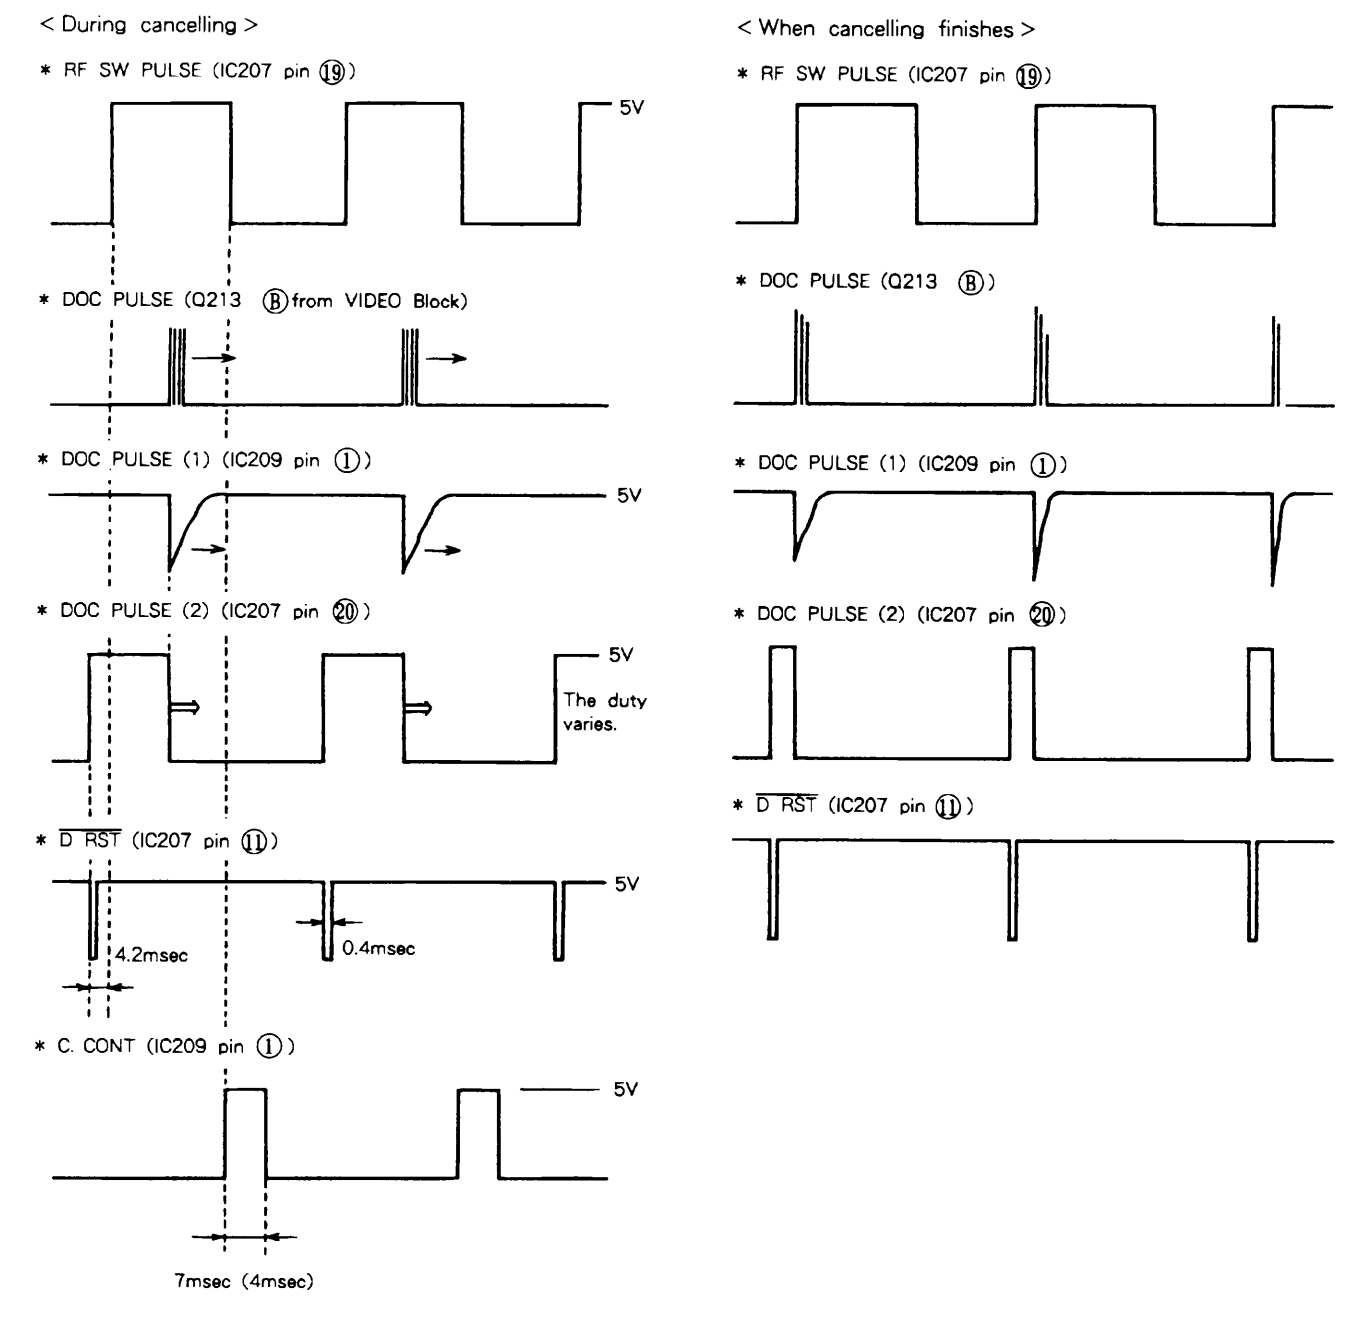 < During cancelling >
* RF SW PULSE (IC207 pin ⑲)
5V
* DOC PULSE (Q213 Ⓑ from VIDEO Block)
* DOC PULSE (1) (IC209 pin ①)
5V
* DOC PULSE (2) (IC207 pin ⑳)
5V
The duty
varies.
* D RST (IC207 pin ⑪)
5V
4.2msec
0.4msec
* C. CONT (IC209 pin ①)
5V
7msec (4msec)
< When cancelling finishes >
* RF SW PULSE (IC207 pin ⑲)
* DOC PULSE (Q213 Ⓑ)
* DOC PULSE (1) (IC209 pin ①)
* DOC PULSE (2) (IC207 pin ⑳)
* D RST (IC207 pin ⑪)